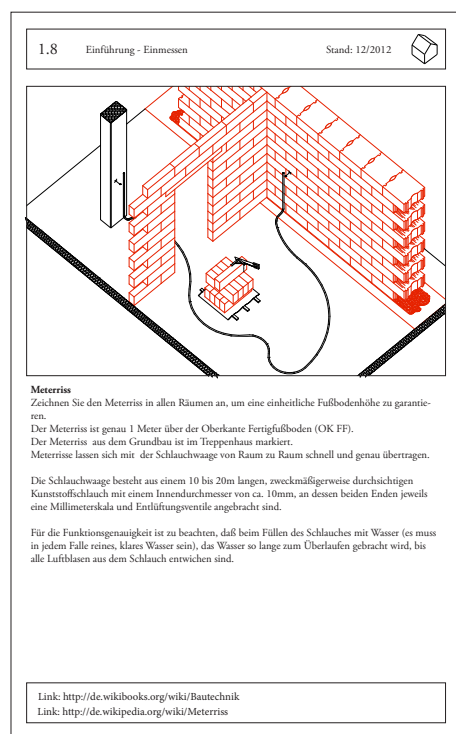 1.8 Einführung - Einmessen Stand: 12/2012
Meterriss
Zeichnen Sie den Meterriss in allen Räumen an, um eine einheitliche Fußbodenhöhe zu garantie-
ren.
Der Meterriss ist genau 1 Meter über der Oberkante Fertigfußboden (OK FF).
Der Meterriss aus dem Grundbau ist im Treppenhaus markiert.
Meterrisse lassen sich mit der Schlauchwaage von Raum zu Raum schnell und genau übertragen.
Die Schlauchwaage besteht aus einem 10 bis 20m langen, zweckmäßigerweise durchsichtigen
Kunststoffschlauch mit einem Innendurchmesser von ca. 10mm, an dessen beiden Enden jeweils
eine Millimeterskala und Entlüftungsventile angebracht sind.
Für die Funktionsgenauigkeit ist zu beachten, daß beim Füllen des Schlauches mit Wasser (es muss
in jedem Falle reines, klares Wasser sein), das Wasser so lange zum Überlaufen gebracht wird, bis
alle Luftblasen aus dem Schlauch entwichen sind.
Link: http://de.wikibooks.org/wiki/Bautechnik
Link: http://de.wikipedia.org/wiki/Meterriss